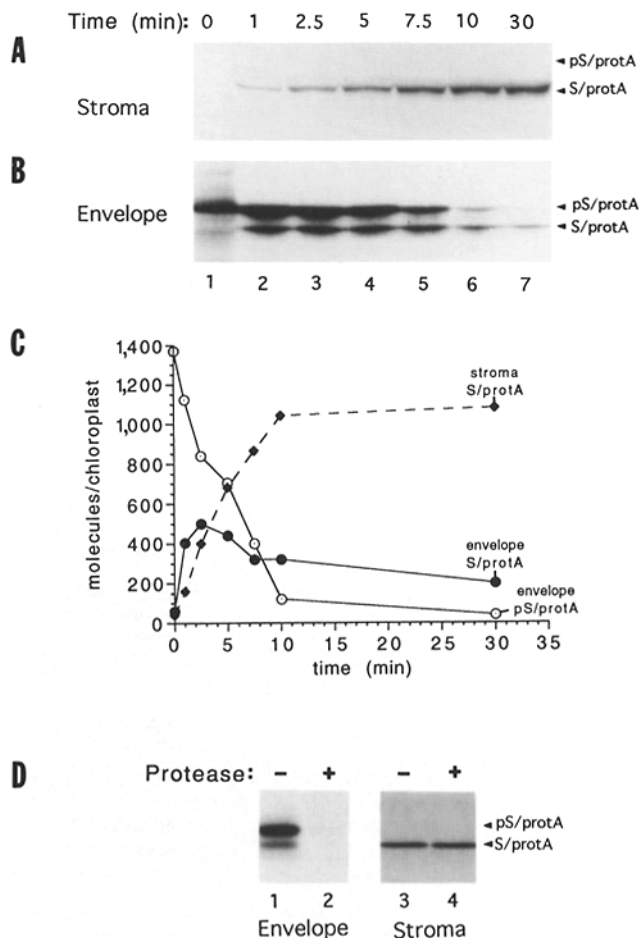 Time (min): 0 1 2.5 5 7.5 10 30
A
pS/protA
S/protA
Stroma
B
Envelope
pS/protA
S/protA
1 2 3 4 5 6 7
C
molecules/chloroplast
1,400
1,200
1,000
800
600
400
200
0
stroma
S/protA
envelope
S/protA
envelope
pS/protA
0 5 10 15 20 25 30 35
time (min)
D
Protease: - + - +
pS/protA
S/protA
1 2 3 4
Envelope Stroma